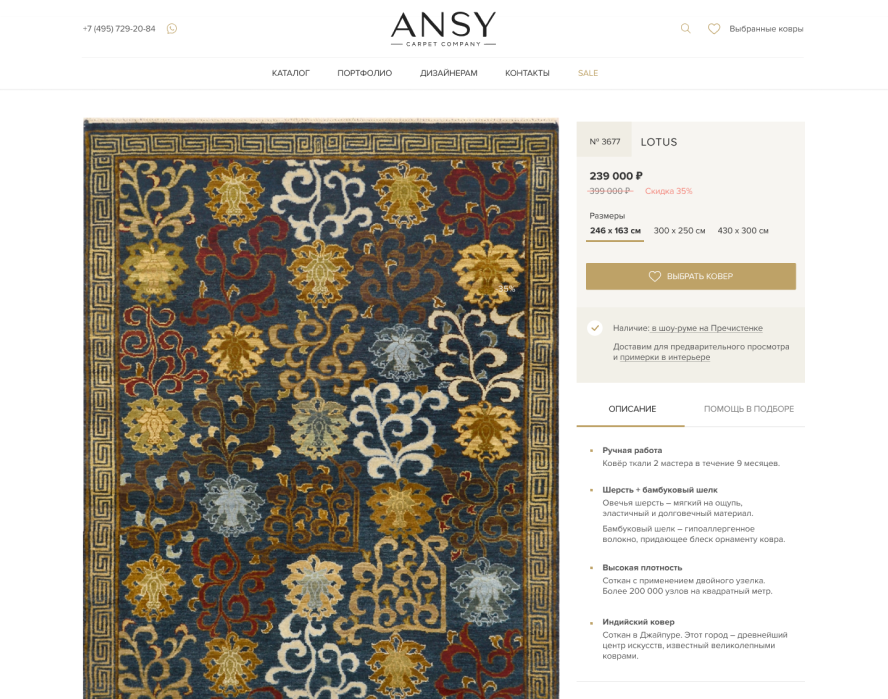 +7 (495) 729-20-84
ANSY
CARPET COMPANY
Выбранные ковры
КАТАЛОГ
ПОРТФОЛИО
ДИЗАЙНЕРАМ
КОНТАКТЫ
SALE
№ 3677
LOTUS
239 000 ₽
399 000 ₽
Скидка 35%
Размеры
246 x 163 см
300 x 250 см
430 x 300 см
35%
ВЫБРАТЬ КОВЕР
Наличие: в шоу-руме на Пречистенке
Доставим для предварительного просмотра
и примерки в интерьере
ОПИСАНИЕ
ПОМОЩЬ В ПОДБОРЕ
Ручная работа
Ковёр ткали 2 мастера в течение 9 месяцев.
Шерсть + бамбуковый шелк
Овечья шерсть – мягкий на ощупь,
эластичный и долговечный материал.
Бамбуковый шелк – гипоаллергенное
волокно, придающее блеск орнаменту ковра.
Высокая плотность
Соткан с применением двойного узелка.
Более 200 000 узлов на квадратный метр.
Индийский ковер
Соткан в Джайпуре. Этот город – древнейший
центр искусств, известный великолепными
коврами.